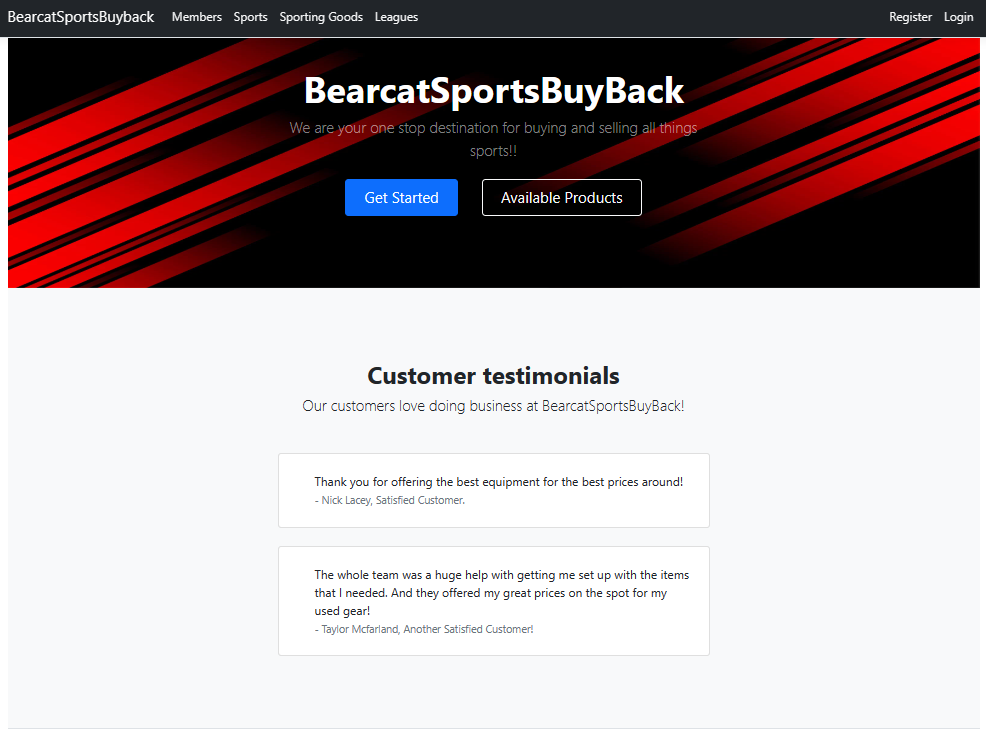 BearcatSportsBuyback Members Sports Sporting Goods Leagues Register Login
BearcatSportsBuyBack
We are your one stop destination for buying and selling all things
sports!!
Get Started Available Products
Customer testimonials
Our customers love doing business at BearcatSportsBuyBack!
Thank you for offering the best equipment for the best prices around!
- Nick Lacey, Satisfied Customer.
The whole team was a huge help with getting me set up with the items
that I needed. And they offered my great prices on the spot for my
used gear!
- Taylor Mcfarland, Another Satisfied Customer!